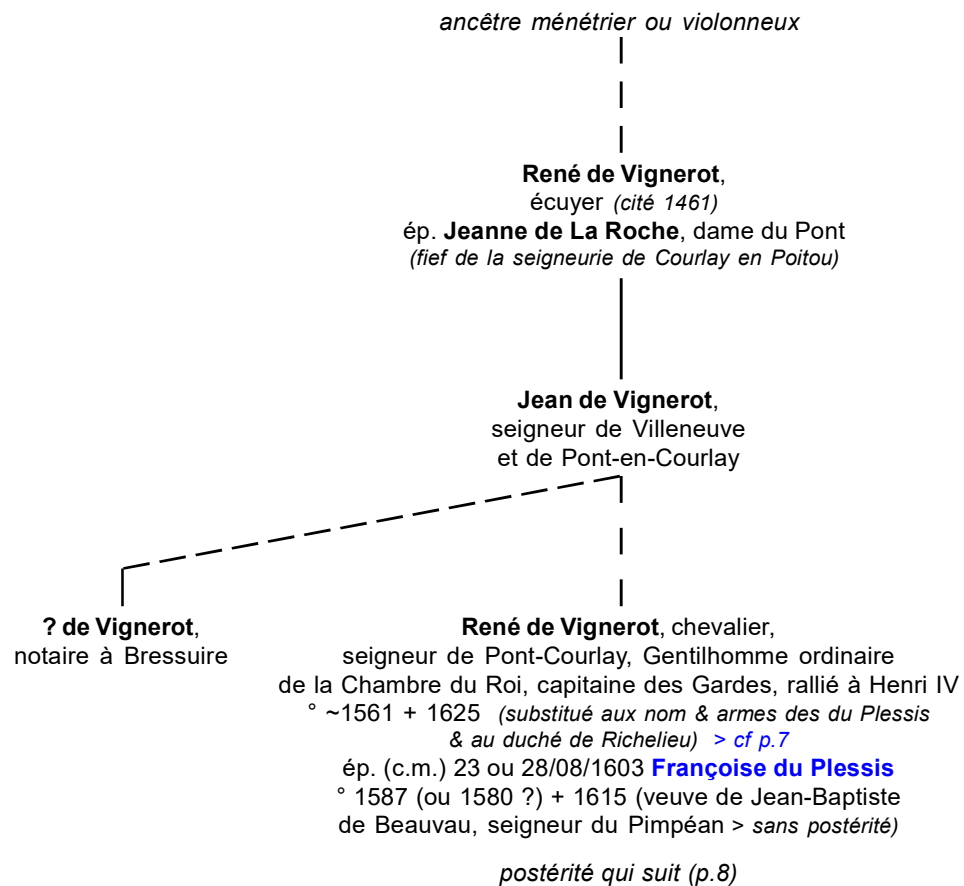 ancêtre ménétrier ou violonneux
René de Vignerot,
écuyer (cité 1461)
ép. Jeanne de La Roche, dame du Pont
(fief de la seigneurie de Courlay en Poitou)
Jean de Vignerot,
seigneur de Villeneuve
et de Pont-en-Courlay
? de Vignerot,
notaire à Bressuire
René de Vignerot, chevalier,
seigneur de Pont-Courlay, Gentilhomme ordinaire
de la Chambre du Roi, capitaine des Gardes, rallié à Henri IV
° ~1561 + 1625 (substitué aux nom & armes des du Plessis
& au duché de Richelieu) > cf p.7
ép. (c.m.) 23 ou 28/08/1603 Françoise du Plessis
° 1587 (ou 1580 ?) + 1615 (veuve de Jean-Baptiste
de Beauvau, seigneur du Pimpéan > sans postérité)
postérité qui suit (p.8)